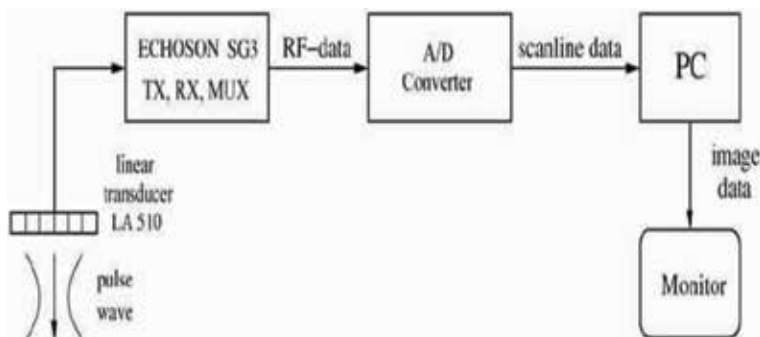 ECHOSON SG3
TX, RX, MUX
RF-data
A/D
Converter
scanline data
PC
linear
transducer
LA 510
image
data
pulse
wave
Monitor